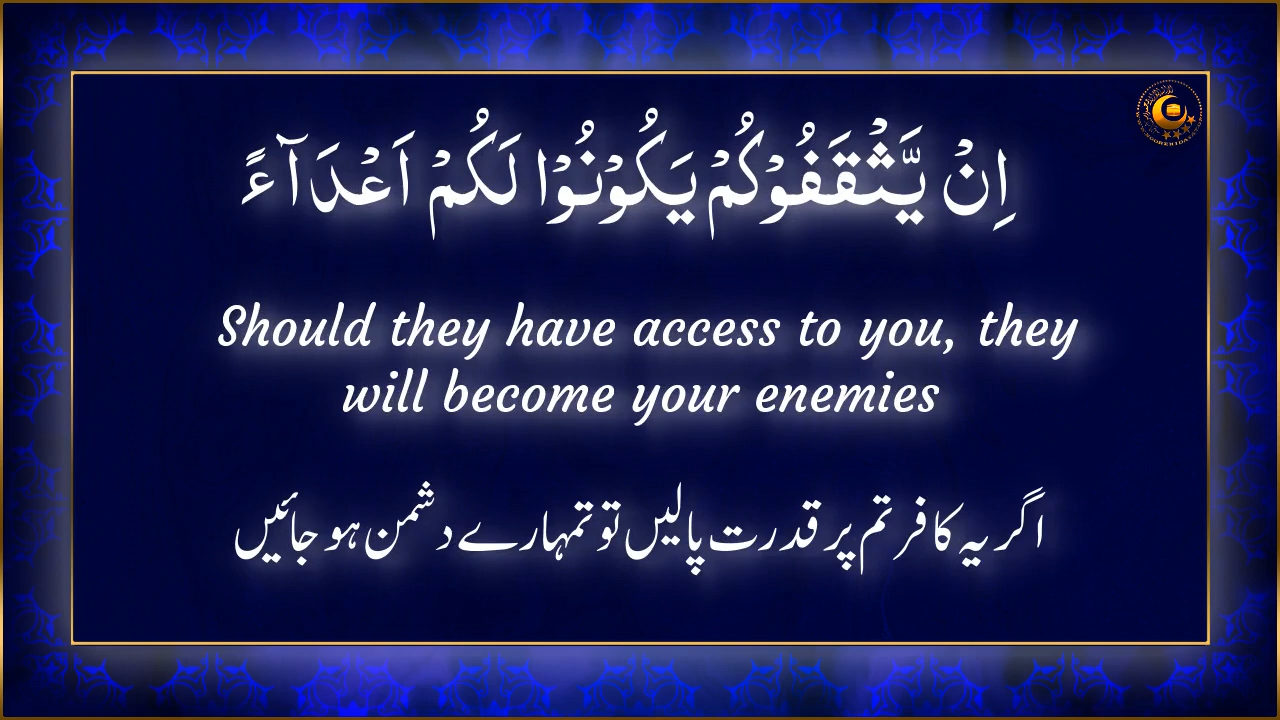 اِنْ يَّثْقَفُوْكُمْ يَكُوْنُوْا لَكُمْ اَعْدَآءً
Should they have access to you, they
will become your enemies
اگر یہ کافر تم پر قدرت پالیں تو تمہارے دشمن ہو جائیں